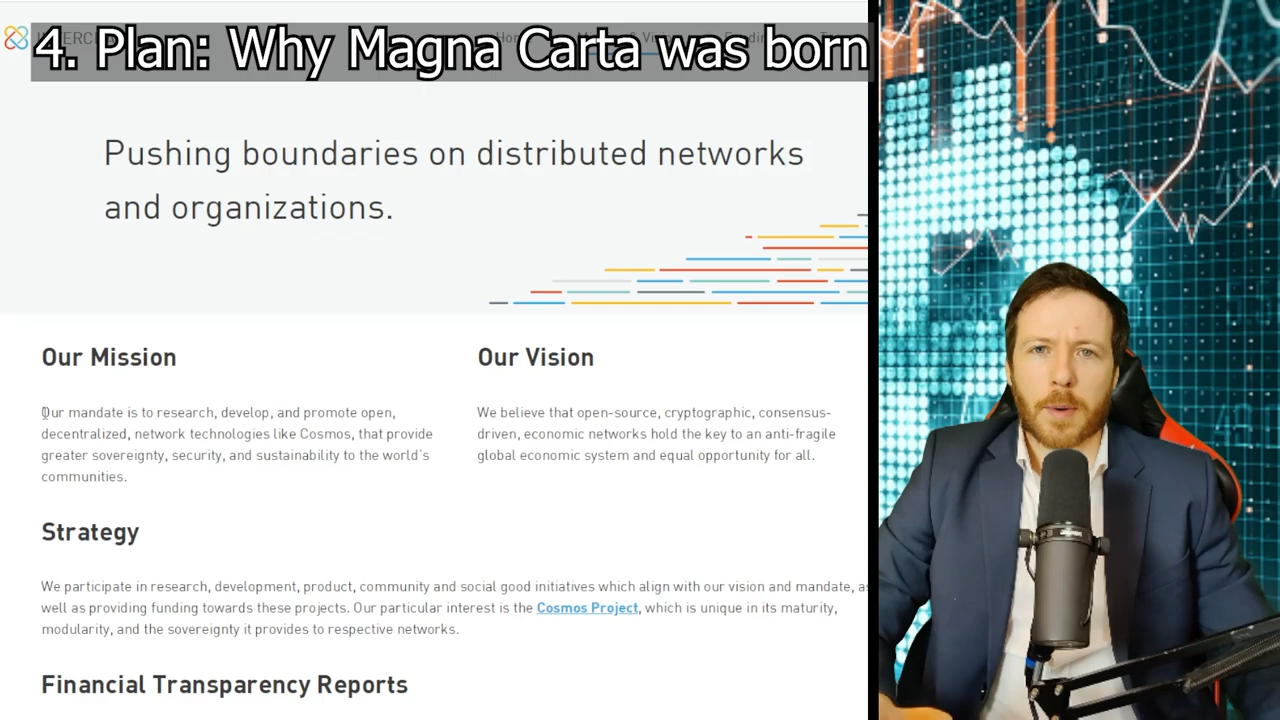 4. Plan: Why Magna Carta was born
Pushing boundaries on distributed networks
and organizations.
Our Mission
Our mandate is to research, develop, and promote open,
decentralized, network technologies like Cosmos, that provide
greater sovereignty, security, and sustainability to the world's
communities.
Our Vision
We believe that open-source, cryptographic, consensus-
driven, economic networks hold the key to an anti-fragile
global economic system and equal opportunity for all.
Strategy
We participate in research, development, product, community and social good initiatives which align with our vision and mandate, as
well as providing funding towards these projects. Our particular interest is the Cosmos Project, which is unique in its maturity,
modularity, and the sovereignty it provides to respective networks.
Financial Transparency Reports